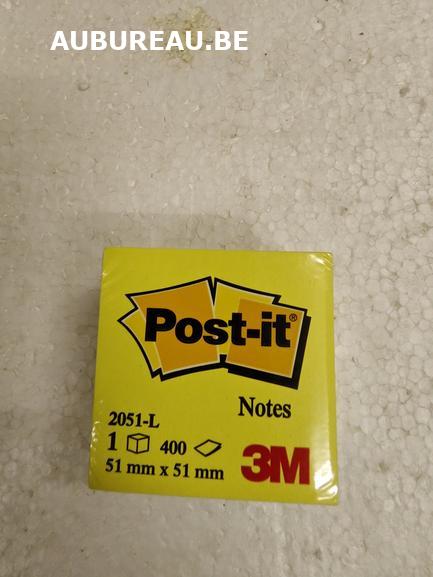 AUBUREAU.BE
Post-it®
Notes
2051-L
1 400
51 mm x 51 mm
3M